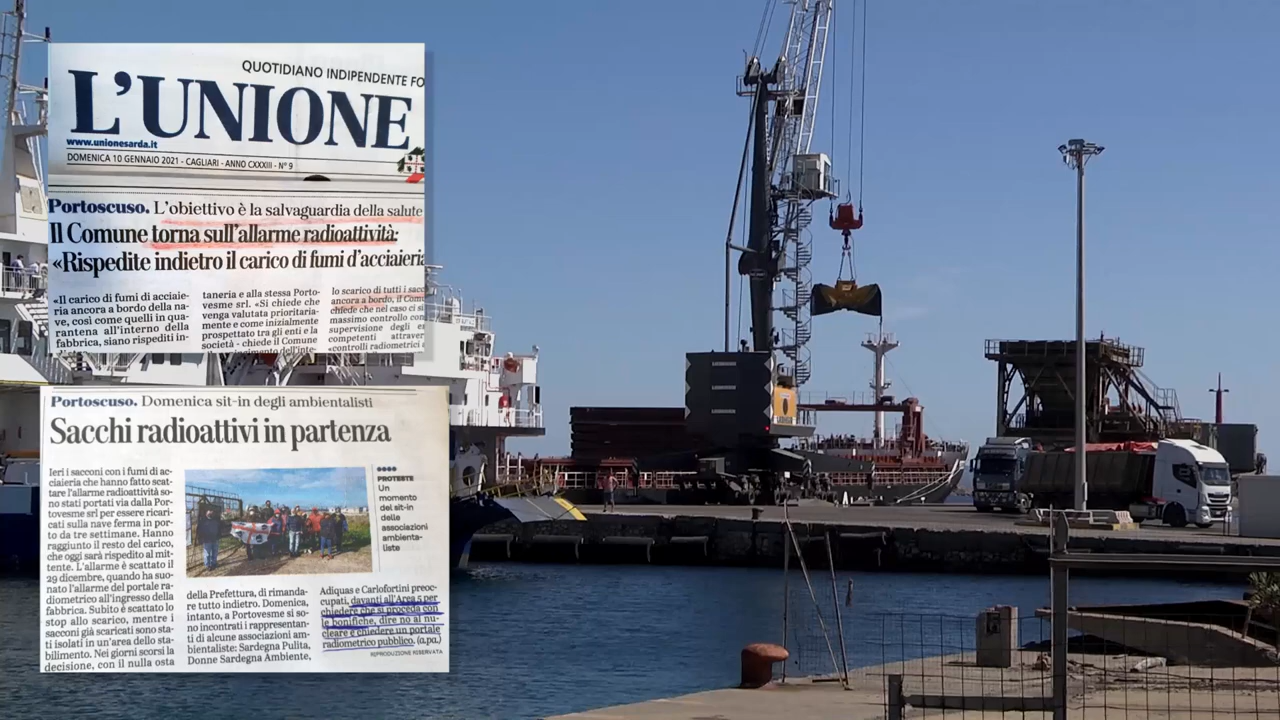 QUOTIDIANO INDIPENDENTE FO
L'UNIONE
www.unionesarda.it
DOMENICA 10 GENNAIO 2021 - CAGLIARI - ANNO CXXXIII - N° 9
Portoscuso. L'obiettivo è la salvaguardia della salute
Il Comune torna sull'allarme radioattività:
«Rispedite indietro il carico di fumi d'acciaieri
«Il carico di fumi di acciaie-
ria ancora a bordo della na-
ve, così come quelli in qua-
rantena all'interno della
fabbrica, siano rispediti in-
taneria e alla stessa Porto-
vesme srl. «Si chiede che
venga valutata prioritaria-
mente e come inizialmente
prospettato tra gli enti e la
società - chiede il Comune
lo scarico di tutti i sacc
ancora a bordo, il Com
chiede che nel caso ci si
massimo controllo con
supervisione degli es
competenti attraver
«controlli radiometrici a
Portoscuso. Domenica sit-in degli ambientalisti
Sacchi radioattivi in partenza
Ieri i sacconi con i fumi di ac-
ciaieria che hanno fatto scat-
tare l'allarme radioattività so-
no stati portati via dalla Por-
tovesme srl per essere ricari-
cati sulla nave ferma in por-
to da tre settimane. Hanno
raggiunto il resto del carico,
che oggi sarà rispedito al mit-
tente. L'allarme è scattato il
29 dicembre, quando ha suo-
nato l'allarme del portale ra-
diometrico all'ingresso della
fabbrica. Subito è scattato lo
stop allo scarico, mentre i
sacconi già scaricati sono sta-
ti isolati in un'area dello sta-
bilimento. Nei giorni scorsi la
decisione, con il nulla osta
della Prefettura, di rimanda-
re tutto indietro. Domenica,
intanto, a Portovesme si so-
no incontrati i rappresentan-
ti di alcune associazioni am-
bientaliste: Sardegna Pulita,
Donne Sardegna Ambiente,
PROTESTE
Un
momento
del sit-in
delle
associazioni
ambienta-
liste
Adiquas e Carlofortini preoc-
cupati, davanti all'Area 5 per
chiedere che si proceda con
le bonifiche, dire no al nu-
cleare e chiedere un portale
radiometrico pubblico. (a.pa.)
REPRODUZIONE RISERVATA